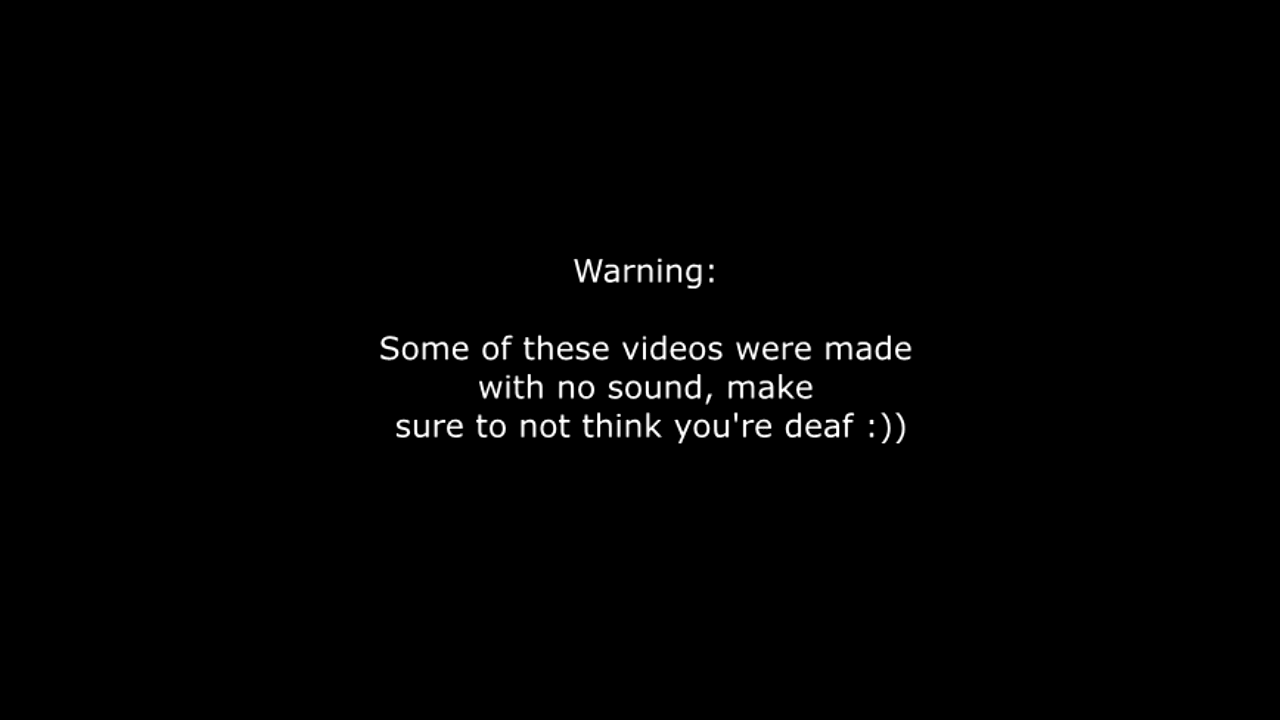 Warning:
Some of these videos were made
with no sound, make
sure to not think you're deaf :))